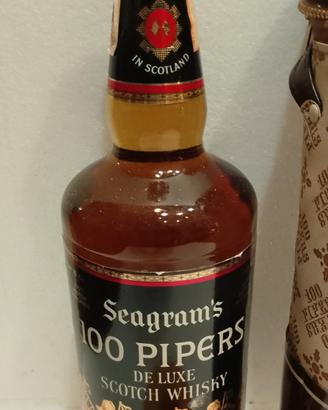 IN SCOTLAND
Seagram's
100 PIPERS
DE LUXE
SCOTCH WHISKY